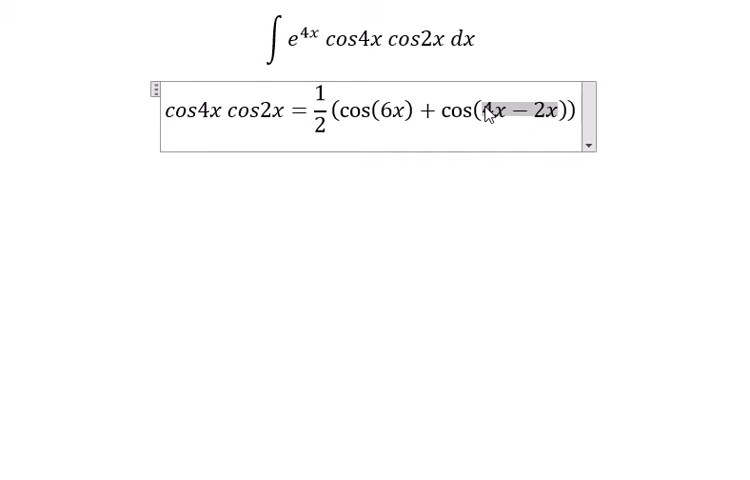 ∫ e^{4x} cos4x cos2x dx
cos4x cos2x = 1/2 (cos(6x) + cos(4x − 2x))